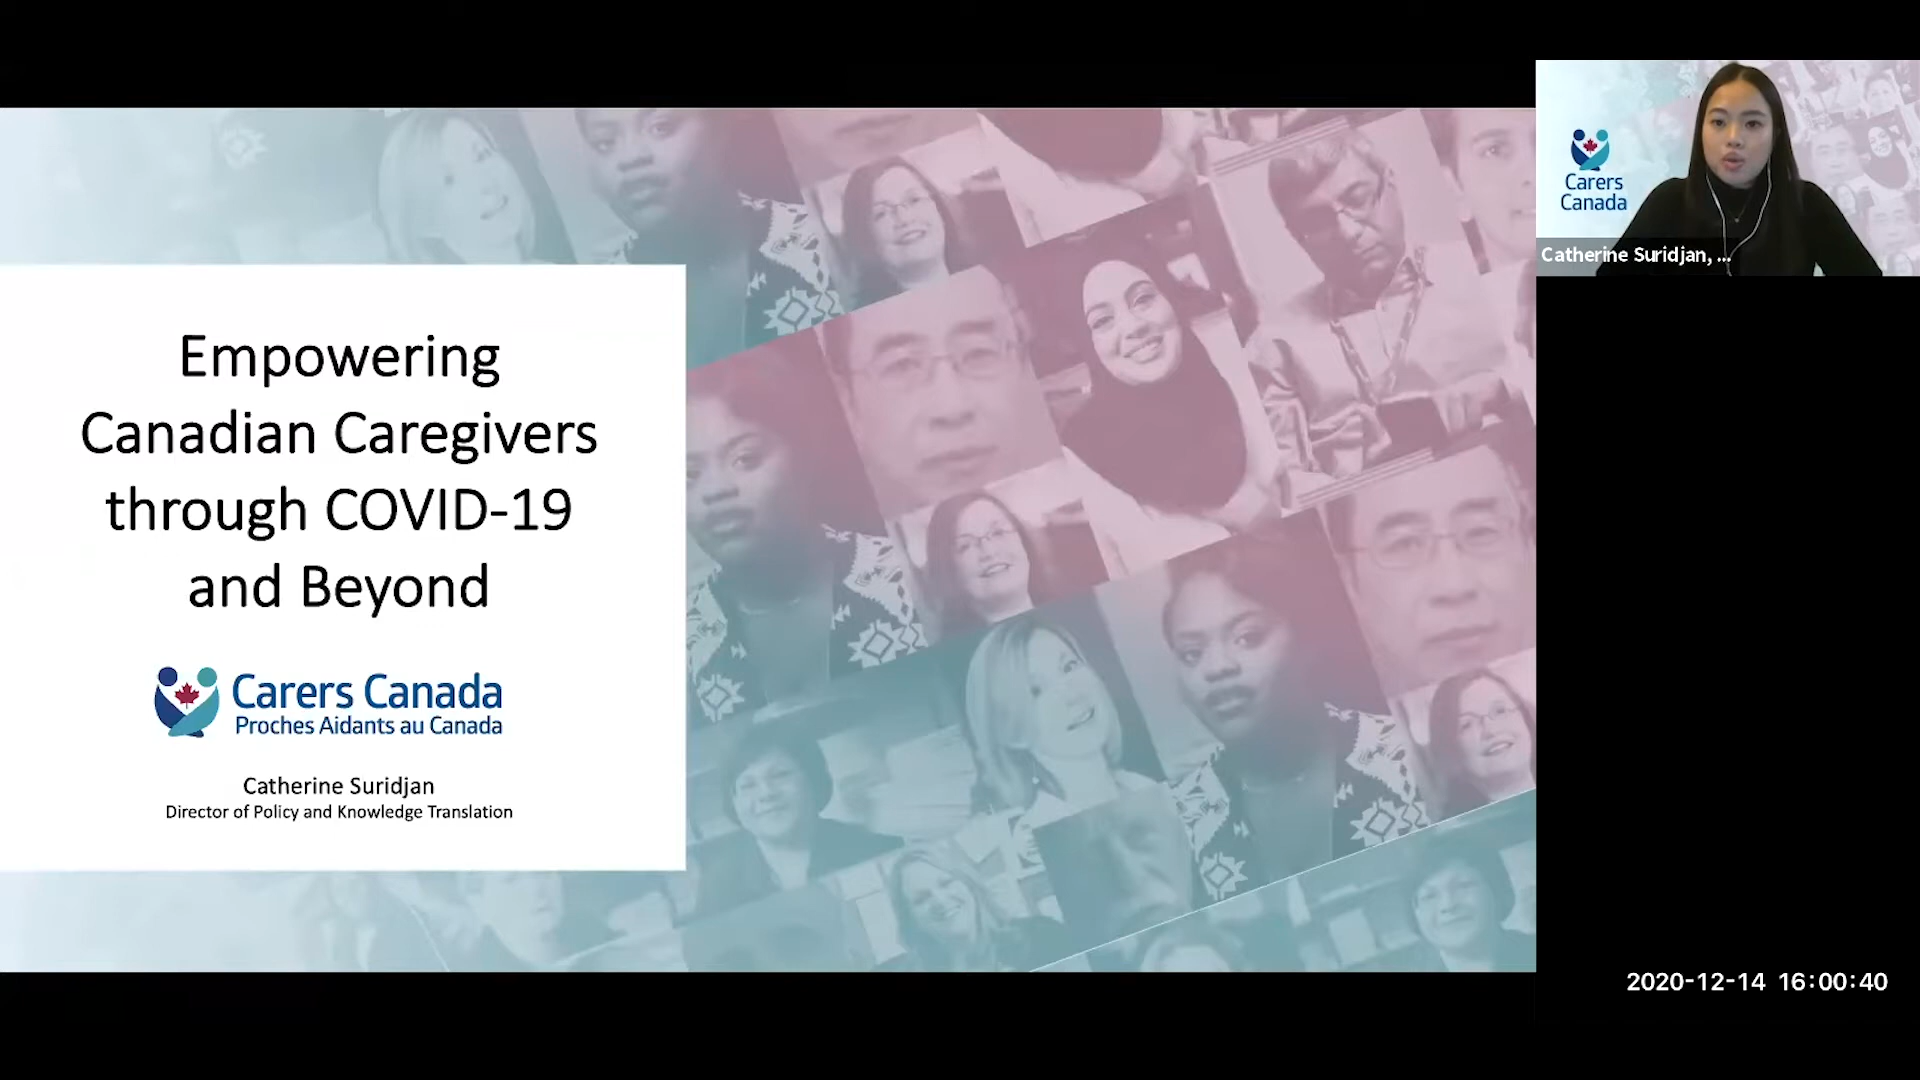 Empowering
Canadian Caregivers
through COVID-19
and Beyond
Carers Canada
Proches Aidants au Canada
Catherine Suridjan
Director of Policy and Knowledge Translation
Carers
Canada
Catherine Suridjan, ...
2020-12-14 16:00:40